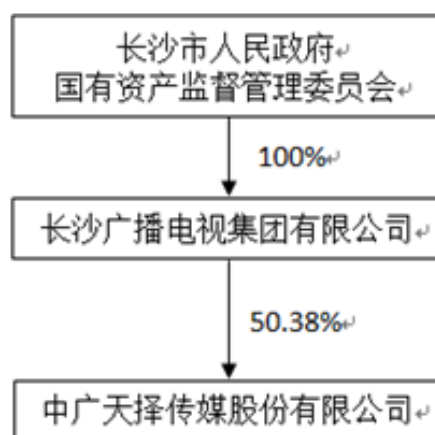 长沙市人民政府
国有资产监督管理委员会
100%
长沙广播电视集团有限公司
50.38%
中广天择传媒股份有限公司